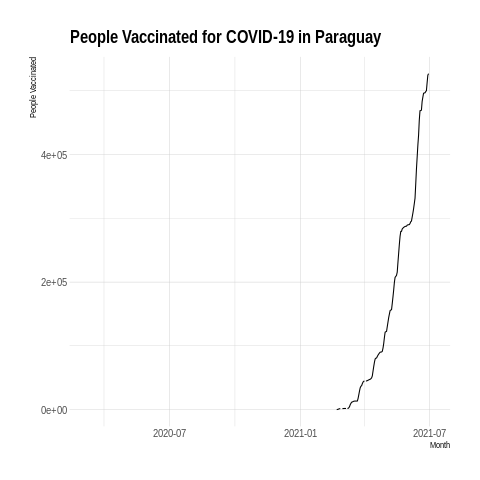 People Vaccinated for COVID-19 in Paraguay
People Vaccinated
4e+05
2e+05
0e+00
2020-07 2021-01 2021-07
Month